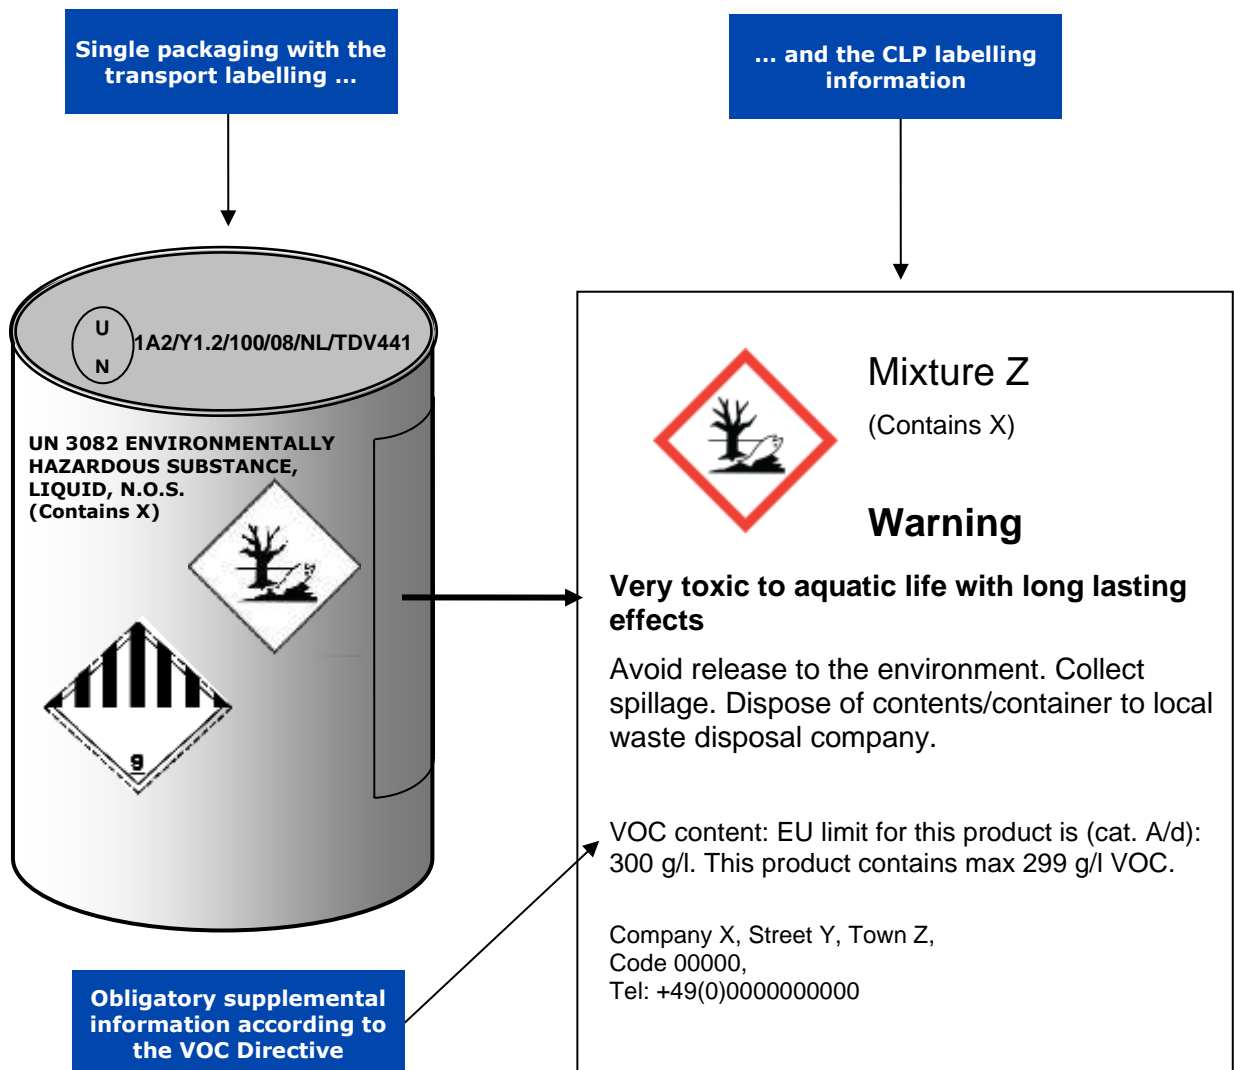 Single packaging with the
transport labelling ...
... and the CLP labelling
information
U
N
1A2/Y1.2/100/08/NL/TDV441
UN 3082 ENVIRONMENTALLY
HAZARDOUS SUBSTANCE,
LIQUID, N.O.S.
(Contains X)
9
Mixture Z
(Contains X)
Warning
Very toxic to aquatic life with long lasting
effects
Avoid release to the environment. Collect
spillage. Dispose of contents/container to local
waste disposal company.
VOC content: EU limit for this product is (cat. A/d):
300 g/l. This product contains max 299 g/l VOC.
Company X, Street Y, Town Z,
Code 00000,
Tel: +49(0)0000000000
Obligatory supplemental
information according to
the VOC Directive